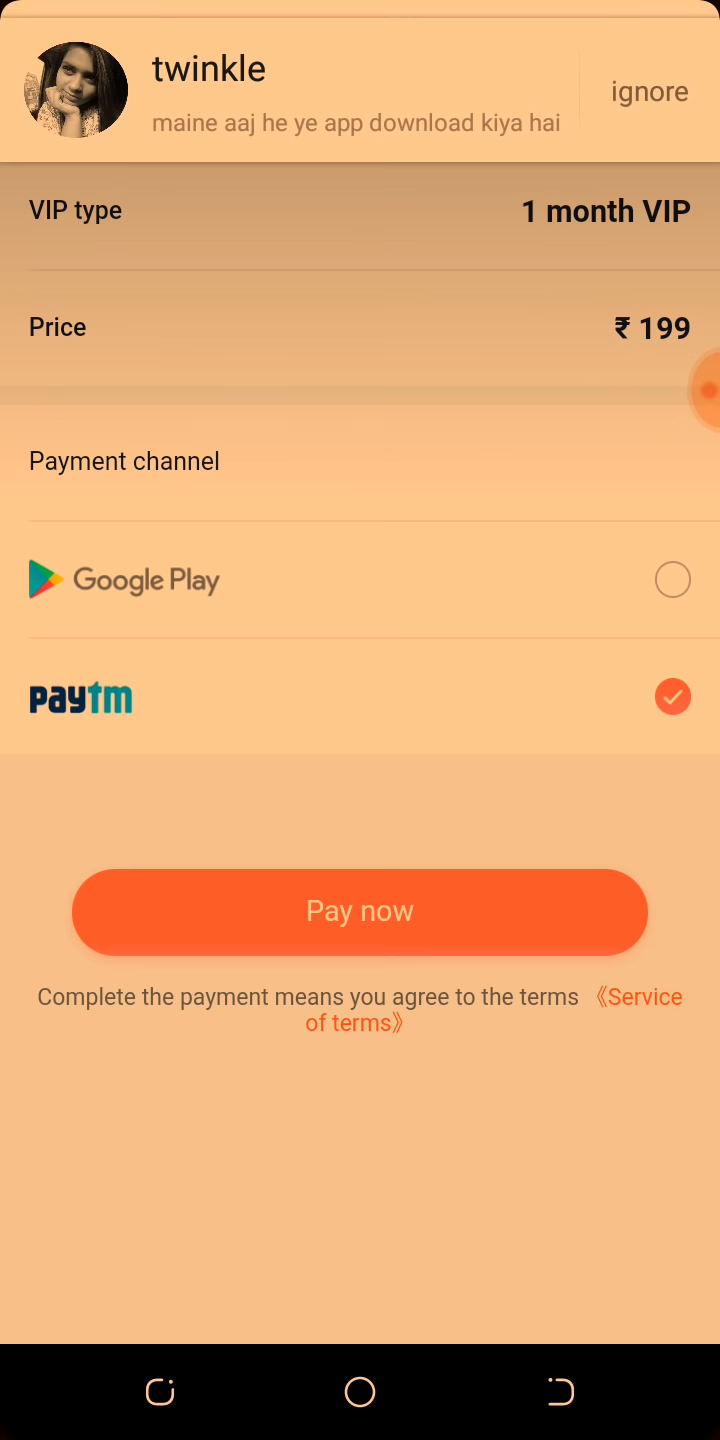 twinkle
maine aaj he ye app download kiya hai
ignore
VIP type
1 month VIP
Price
₹ 199
Payment channel
Google Play
paytm
Pay now
Complete the payment means you agree to the terms 《Service
of terms》